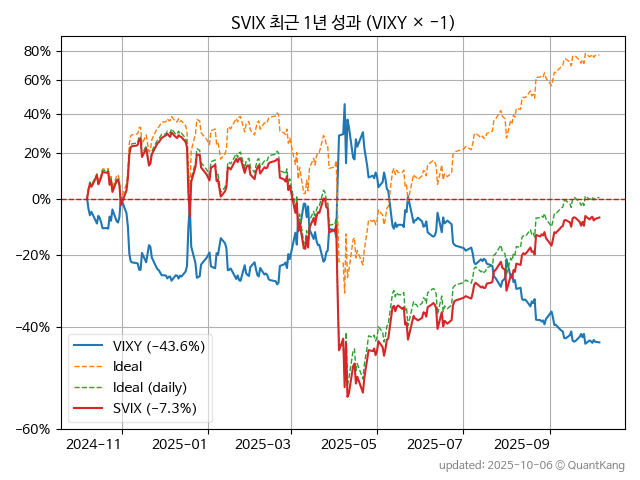 SVIX 최근 1년 성과 (VIXY × −1)
80%
60%
40%
20%
0%
−20%
−40%
−60%
VIXY (−43.6%)
Ideal
Ideal (daily)
SVIX (−7.3%)
2024-11
2025-01
2025-03
2025-05
2025-07
2025-09
updated: 2025-10-06 © QuantKang